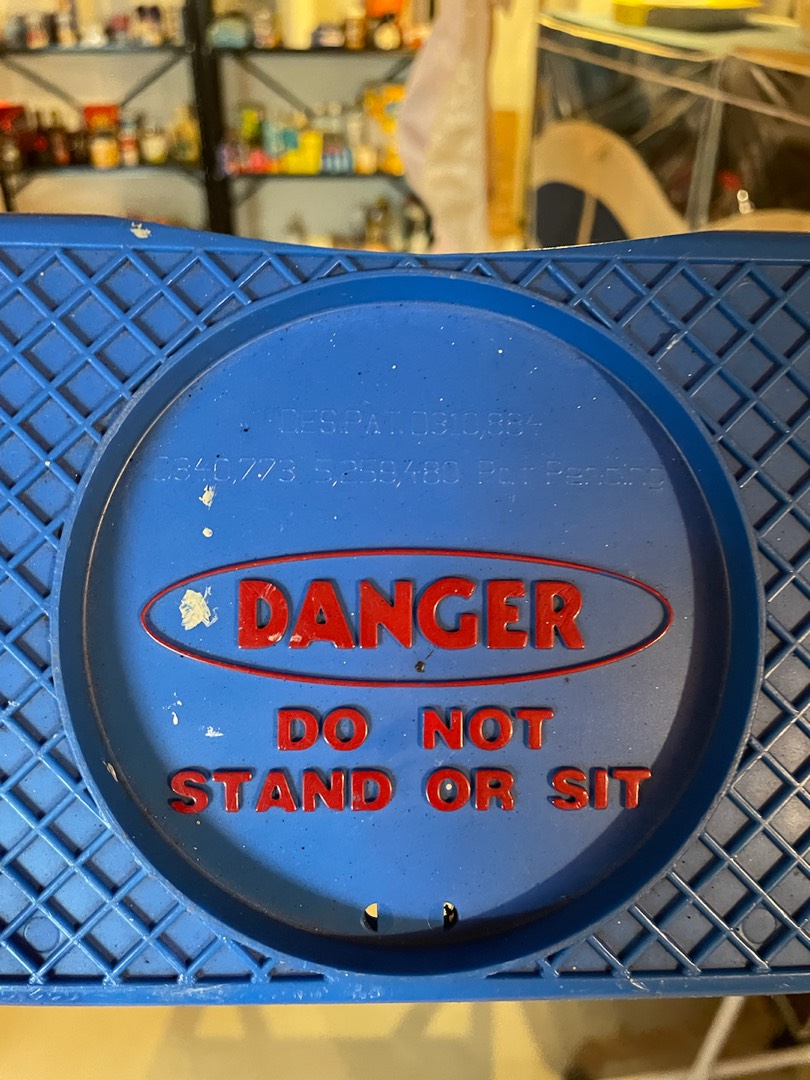 DES.PAT. D310,884
D340,773 5,259,480 Pat Pending
DANGER
DO NOT
STAND OR SIT